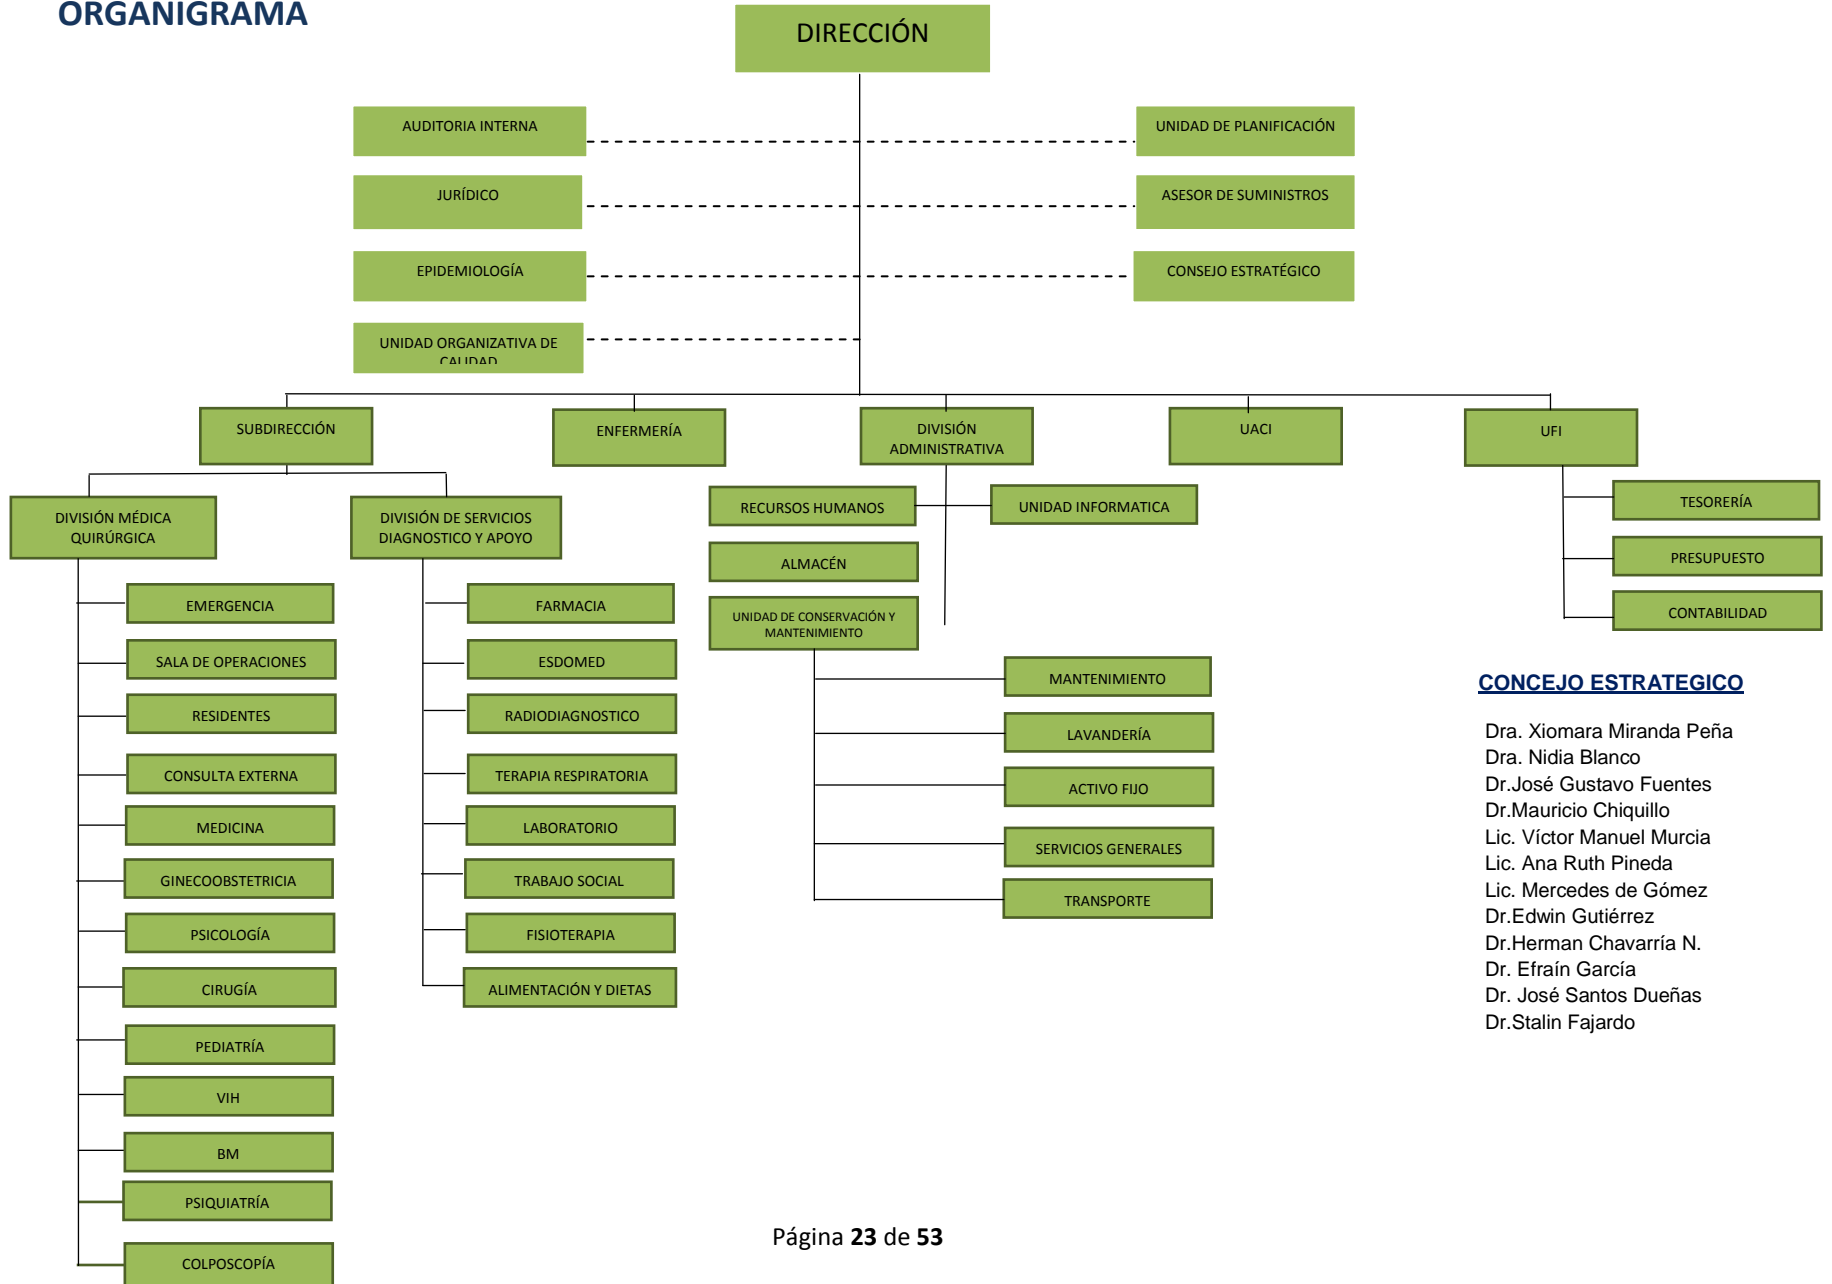 ORGANIGRAMA
DIRECCIÓN
AUDITORIA INTERNA
UNIDAD DE PLANIFICACIÓN
JURÍDICO
ASESOR DE SUMINISTROS
EPIDEMIOLOGÍA
CONSEJO ESTRATÉGICO
UNIDAD ORGANIZATIVA DE
CALIDAD
SUBDIRECCIÓN
ENFERMERÍA
DIVISIÓN
ADMINISTRATIVA
UACI
UFI
DIVISIÓN MÉDICA
QUIRÚRGICA
EMERGENCIA
SALA DE OPERACIONES
RESIDENTES
CONSULTA EXTERNA
MEDICINA
GINECOOBSTETRICIA
PSICOLOGÍA
CIRUGÍA
PEDIATRÍA
VIH
BM
PSIQUIATRÍA
COLPOSCOPÍA
DIVISIÓN DE SERVICIOS
DIAGNOSTICO Y APOYO
FARMACIA
ESDOMED
RADIODIAGNOSTICO
TERAPIA RESPIRATORIA
LABORATORIO
TRABAJO SOCIAL
FISIOTERAPIA
ALIMENTACIÓN Y DIETAS
RECURSOS HUMANOS
UNIDAD INFORMATICA
ALMACÉN
UNIDAD DE CONSERVACIÓN Y
MANTENIMIENTO
MANTENIMIENTO
LAVANDERÍA
ACTIVO FIJO
SERVICIOS GENERALES
TRANSPORTE
TESORERÍA
PRESUPUESTO
CONTABILIDAD
CONCEJO ESTRATEGICO
Dra. Xiomara Miranda Peña
Dra. Nidia Blanco
Dr.José Gustavo Fuentes
Dr.Mauricio Chiquillo
Lic. Víctor Manuel Murcia
Lic. Ana Ruth Pineda
Lic. Mercedes de Gómez
Dr.Edwin Gutiérrez
Dr.Herman Chavarría N.
Dr. Efraín García
Dr. José Santos Dueñas
Dr.Stalin Fajardo
Página 23 de 53